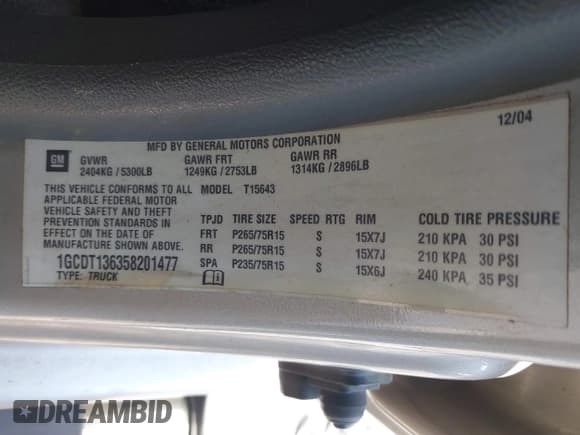 MFD BY GENERAL MOTORS CORPORATION 12/04
GM GVWR GAWR FRT GAWR RR
2404KG / 5300LB 1249KG / 2753LB 1314KG / 2896LB
THIS VEHICLE CONFORMS TO ALL MODEL T15643
APPLICABLE FEDERAL MOTOR
VEHICLE SAFETY AND THEFT
PREVENTION STANDARDS IN
EFFECT ON THE DATE OF
MANUFACTURE SHOWN ABOVE.
1GCDT136358201477
TYPE: TRUCK
TPJD TIRE SIZE SPEED RTG RIM COLD TIRE PRESSURE
FRT P265/75R15 S 15X7J 210 KPA 30 PSI
RR P265/75R15 S 15X7J 210 KPA 30 PSI
SPA P235/75R15 S 15X6J 240 KPA 35 PSI
DREAMBID